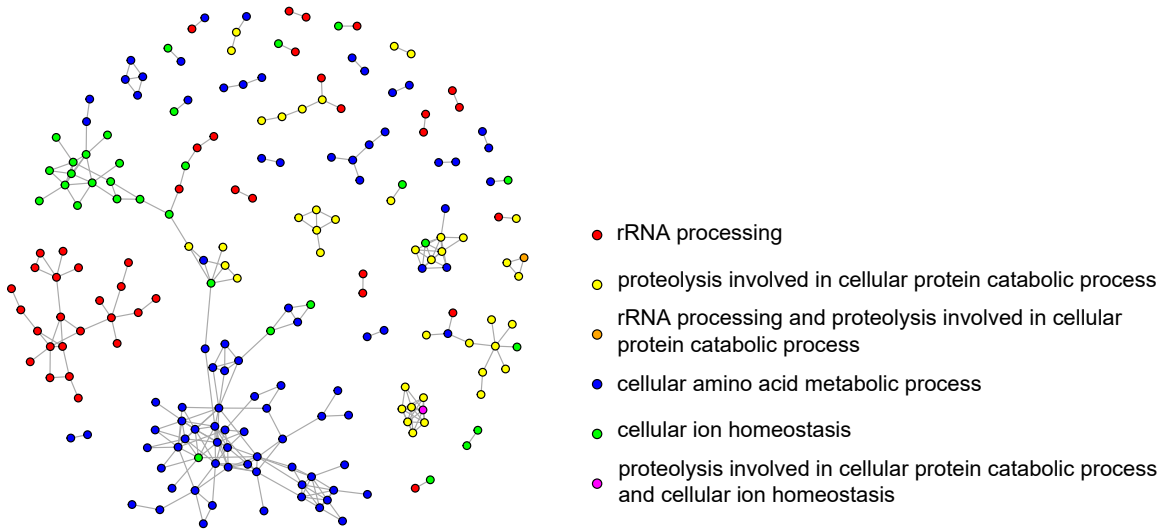 rRNA processing
proteolysis involved in cellular protein catabolic process
rRNA processing and proteolysis involved in cellular
protein catabolic process
cellular amino acid metabolic process
cellular ion homeostasis
proteolysis involved in cellular protein catabolic process
and cellular ion homeostasis